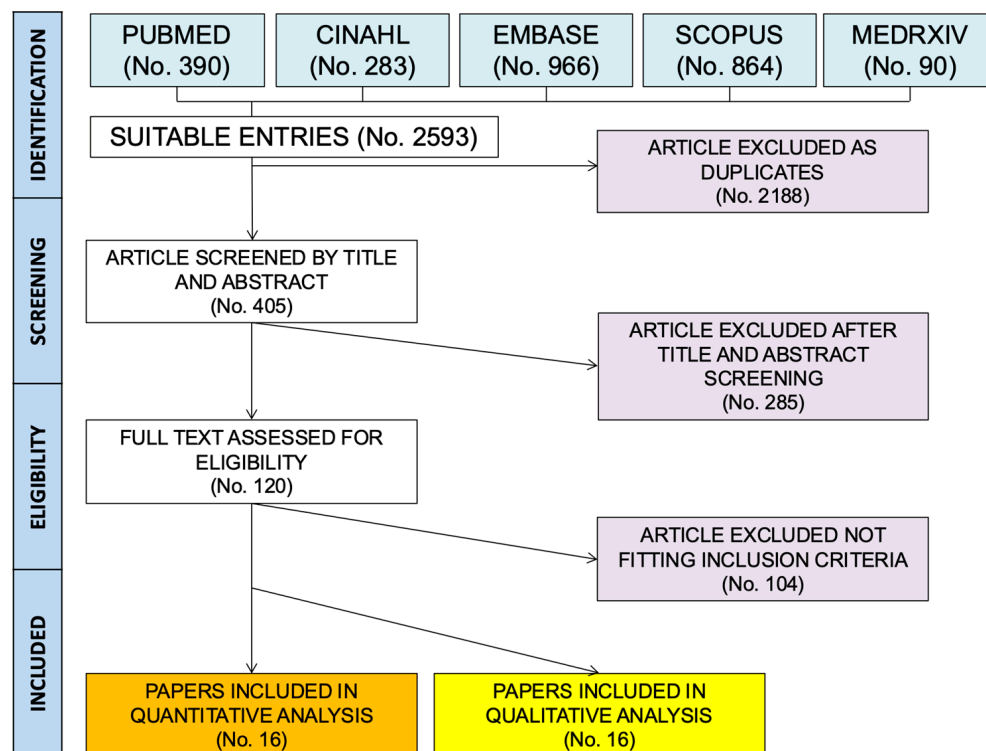 IDENTIFICATION
PUBMED
(No. 390)
CINAHL
(No. 283)
EMBASE
(No. 966)
SCOPUS
(No. 864)
MEDRXIV
(No. 90)
SUITABLE ENTRIES (No. 2593)
ARTICLE EXCLUDED AS
DUPLICATES
(No. 2188)
SCREENING
ARTICLE SCREENED BY TITLE
AND ABSTRACT
(No. 405)
ARTICLE EXCLUDED AFTER
TITLE AND ABSTRACT
SCREENING
(No. 285)
ELIGIBILITY
FULL TEXT ASSESSED FOR
ELIGIBILITY
(No. 120)
ARTICLE EXCLUDED NOT
FITTING INCLUSION CRITERIA
(No. 104)
INCLUDED
PAPERS INCLUDED IN
QUANTITATIVE ANALYSIS
(No. 16)
PAPERS INCLUDED IN
QUALITATIVE ANALYSIS
(No. 16)